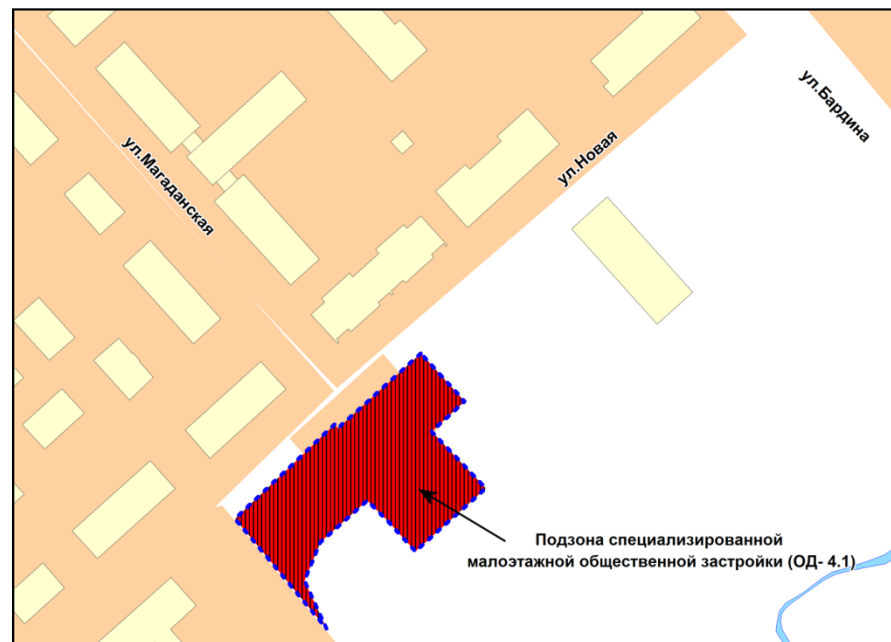 ул.Бардина
ул.Новая
ул.Магаданская
Подзона специализированной
малоэтажной общественной застройки (ОД- 4.1)